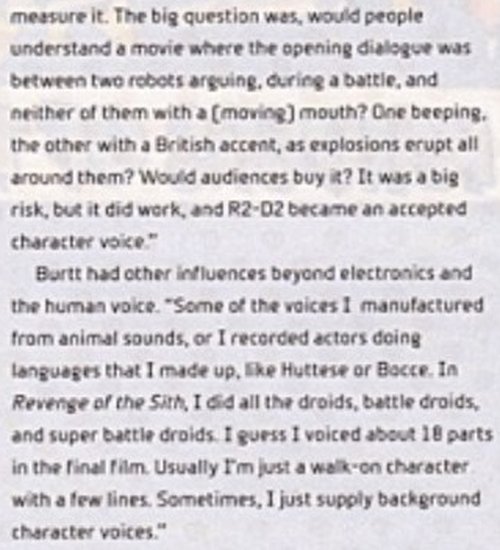 measure it. The big question was, would people
understand a movie where the opening dialogue was
between two robots arguing, during a battle, and
neither of them with a (moving) mouth? One beeping,
the other with a British accent, as explosions erupt all
around them? Would audiences buy it? It was a big
risk, but it did work, and R2-D2 became an accepted
character voice."
Burtt had other influences beyond electronics and
the human voice. "Some of the voices I manufactured
from animal sounds, or I recorded actors doing
languages that I made up, like Huttese or Bocce. In
Revenge of the Sith, I did all the droids, battle droids,
and super battle droids. I guess I voiced about 18 parts
in the final film. Usually I'm just a walk-on character
with a few lines. Sometimes, I just supply background
character voices."